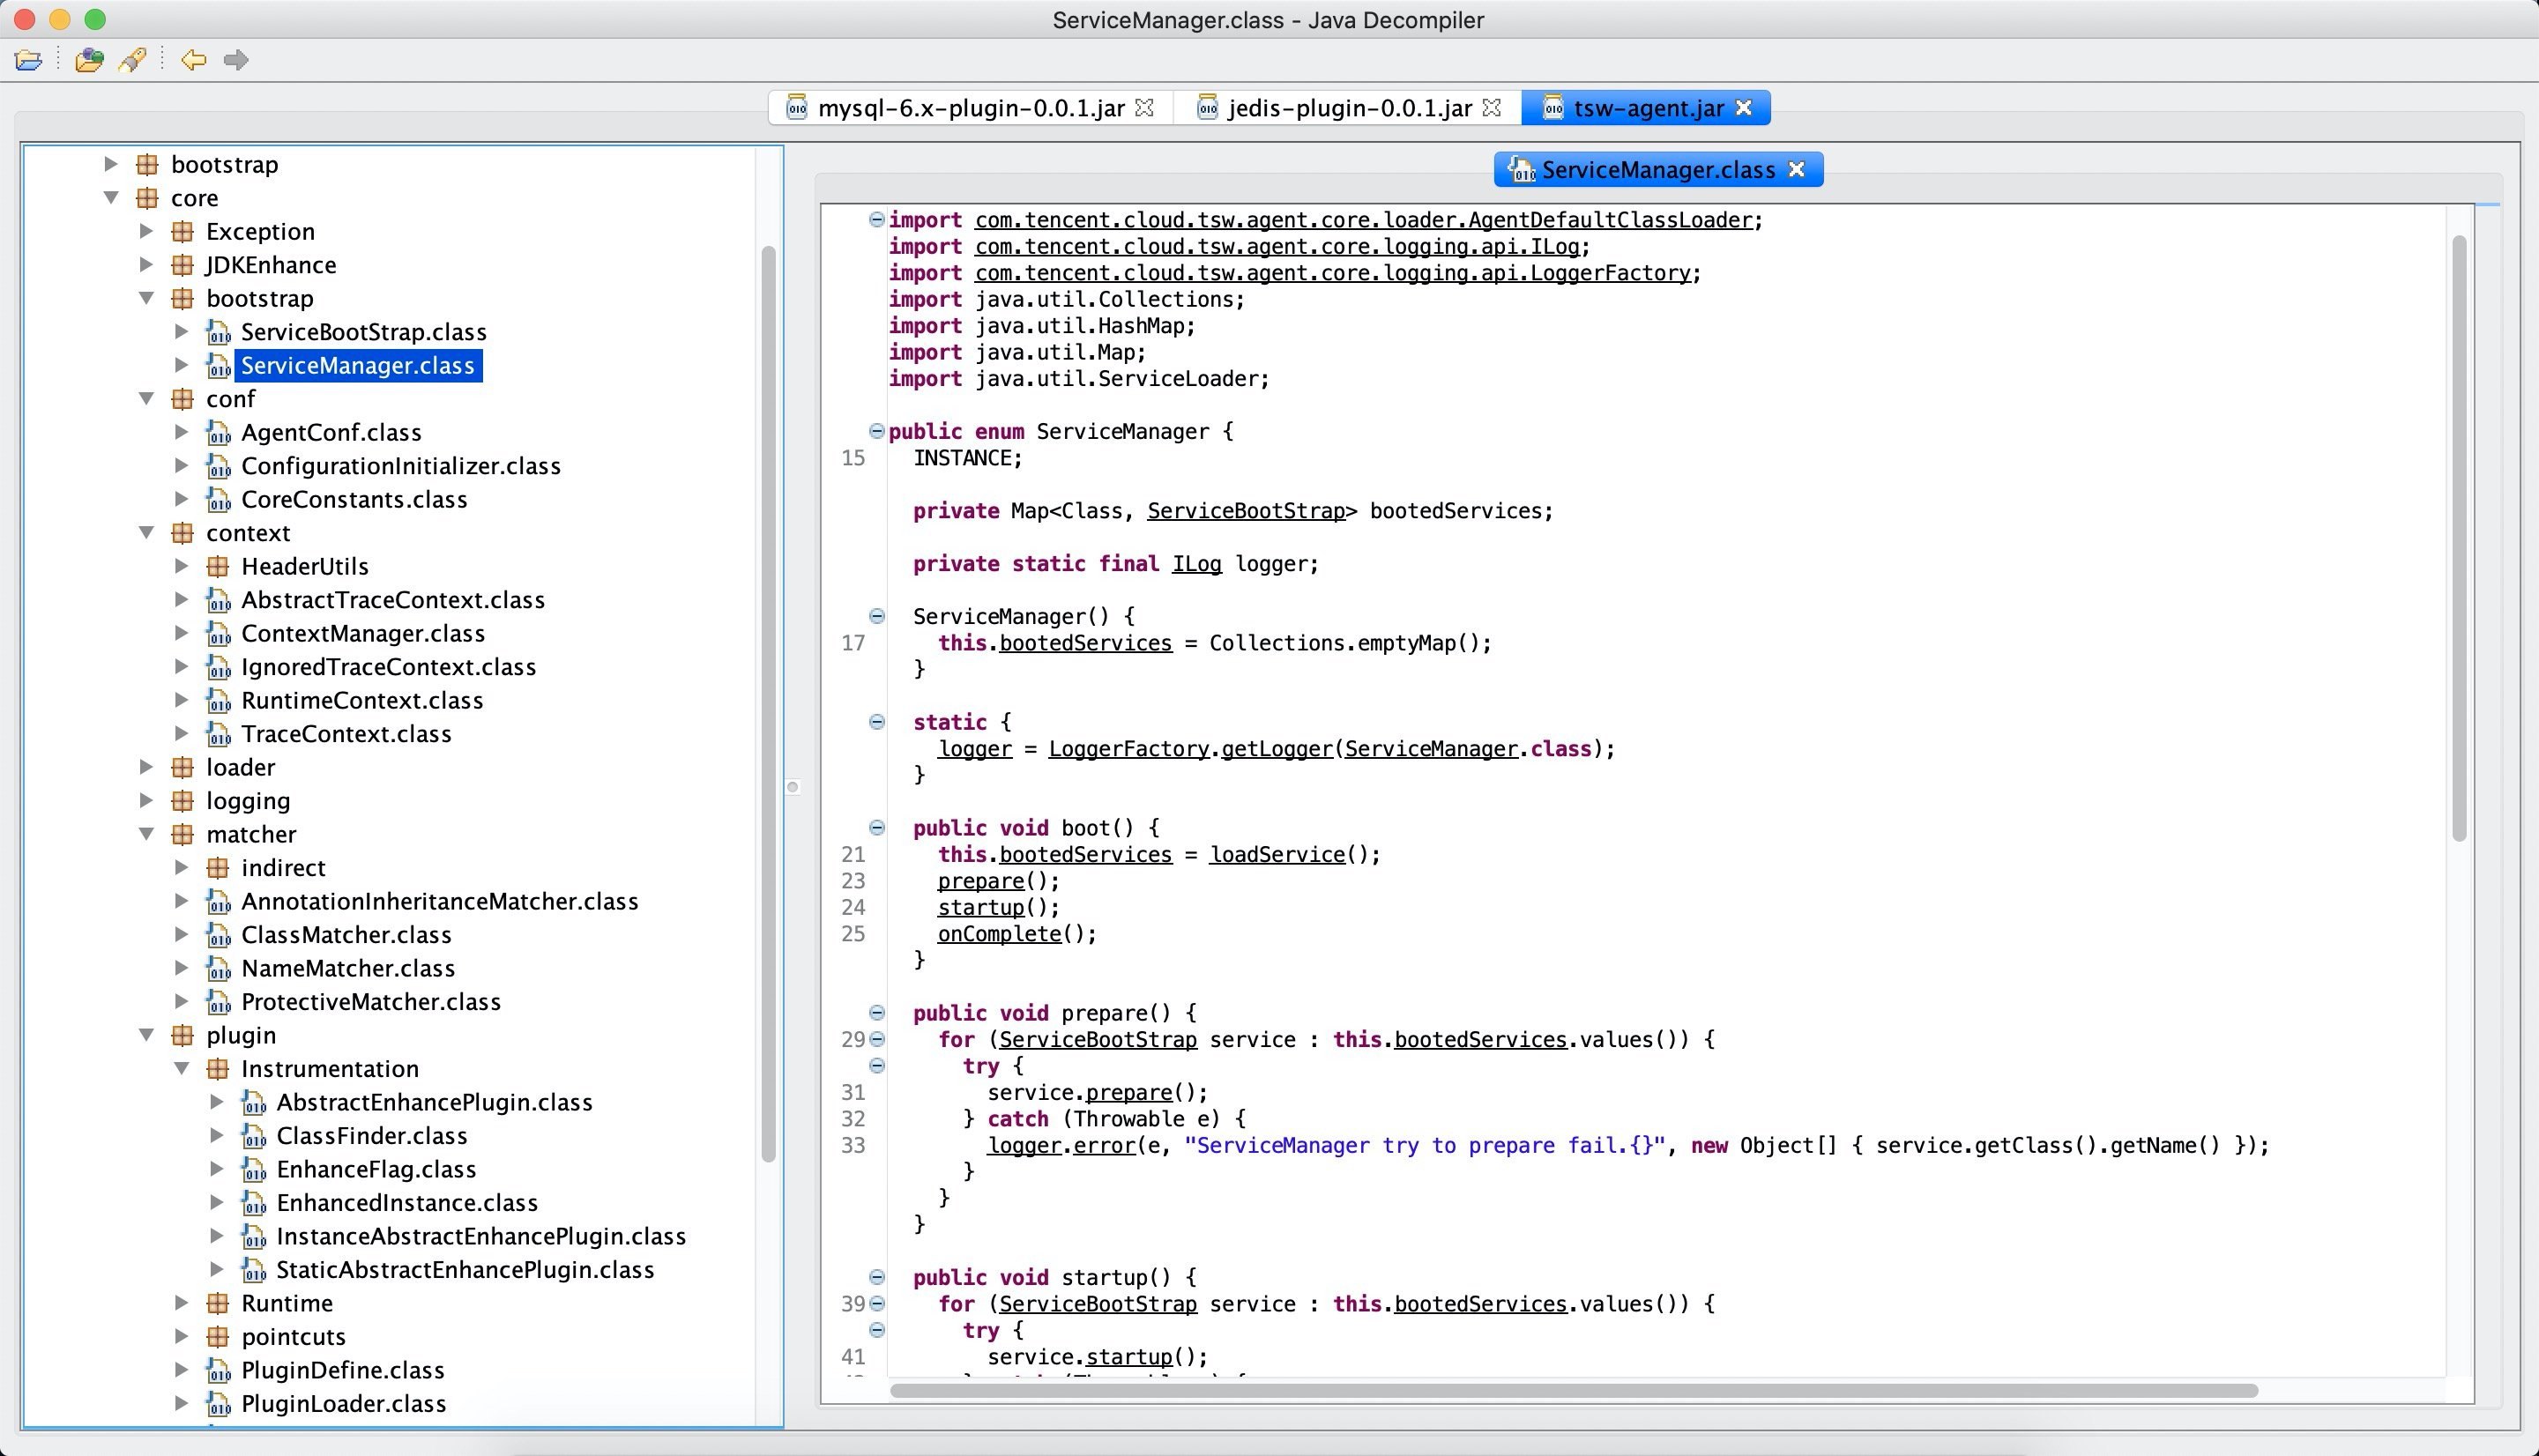 ServiceManager.class - Java Decompiler
mysql-6.x-plugin-0.0.1.jar
jedis-plugin-0.0.1.jar
tsw-agent.jar
bootstrap
core
Exception
JDKEnhance
bootstrap
ServiceBootStrap.class
ServiceManager.class
conf
AgentConf.class
ConfigurationInitializer.class
CoreConstants.class
context
HeaderUtils
AbstractTraceContext.class
ContextManager.class
IgnoredTraceContext.class
RuntimeContext.class
TraceContext.class
loader
logging
matcher
indirect
AnnotationInheritanceMatcher.class
ClassMatcher.class
NameMatcher.class
ProtectiveMatcher.class
plugin
Instrumentation
AbstractEnhancePlugin.class
ClassFinder.class
EnhanceFlag.class
EnhancedInstance.class
InstanceAbstractEnhancePlugin.class
StaticAbstractEnhancePlugin.class
Runtime
pointcuts
PluginDefine.class
PluginLoader.class
ServiceManager.class
import com.tencent.cloud.tsw.agent.core.loader.AgentDefaultClassLoader;
import com.tencent.cloud.tsw.agent.core.logging.api.ILog;
import com.tencent.cloud.tsw.agent.core.logging.api.LoggerFactory;
import java.util.Collections;
import java.util.HashMap;
import java.util.Map;
import java.util.ServiceLoader;
public enum ServiceManager {
15 INSTANCE;
private Map<Class, ServiceBootStrap> bootedServices;
private static final ILog logger;
ServiceManager() {
17 this.bootedServices = Collections.emptyMap();
}
static {
logger = LoggerFactory.getLogger(ServiceManager.class);
}
public void boot() {
21 this.bootedServices = loadService();
23 prepare();
24 startup();
25 onComplete();
}
public void prepare() {
29 for (ServiceBootStrap service : this.bootedServices.values()) {
try {
31 service.prepare();
32 } catch (Throwable e) {
33 logger.error(e, "ServiceManager try to prepare fail.{}", new Object[] { service.getClass().getName() });
}
}
}
public void startup() {
39 for (ServiceBootStrap service : this.bootedServices.values()) {
try {
41 service.startup();